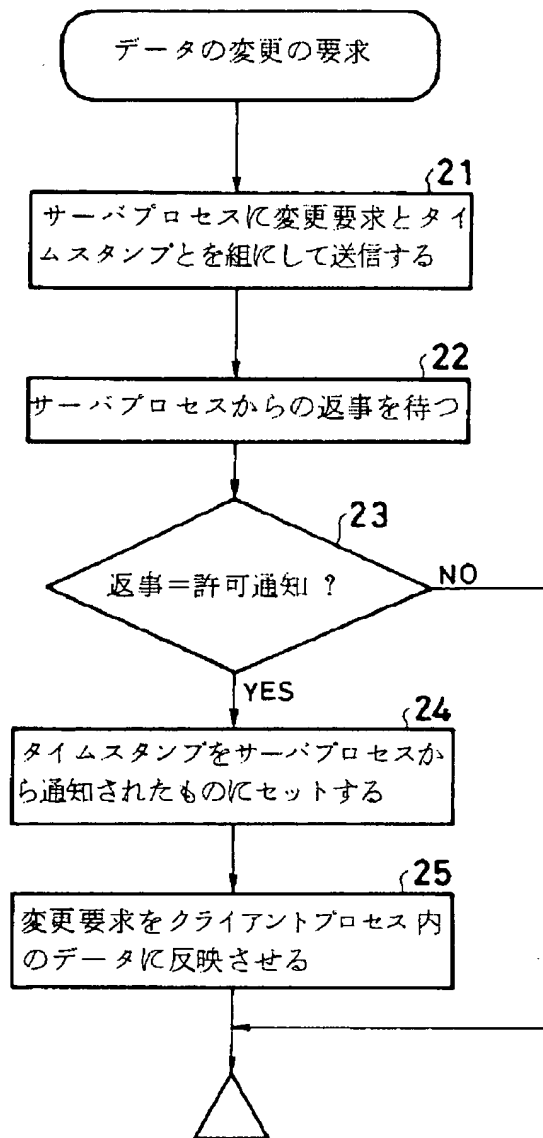 データの変更の要求
21
サーバプロセスに変更要求とタイ
ムスタンプとを組にして送信する
22
サーバプロセスからの返事を待つ
23
返事=許可通知?
NO
YES
24
タイムスタンプをサーバプロセスか
ら通知されたものにセットする
25
変更要求をクライアントプロセス内
のデータに反映させる